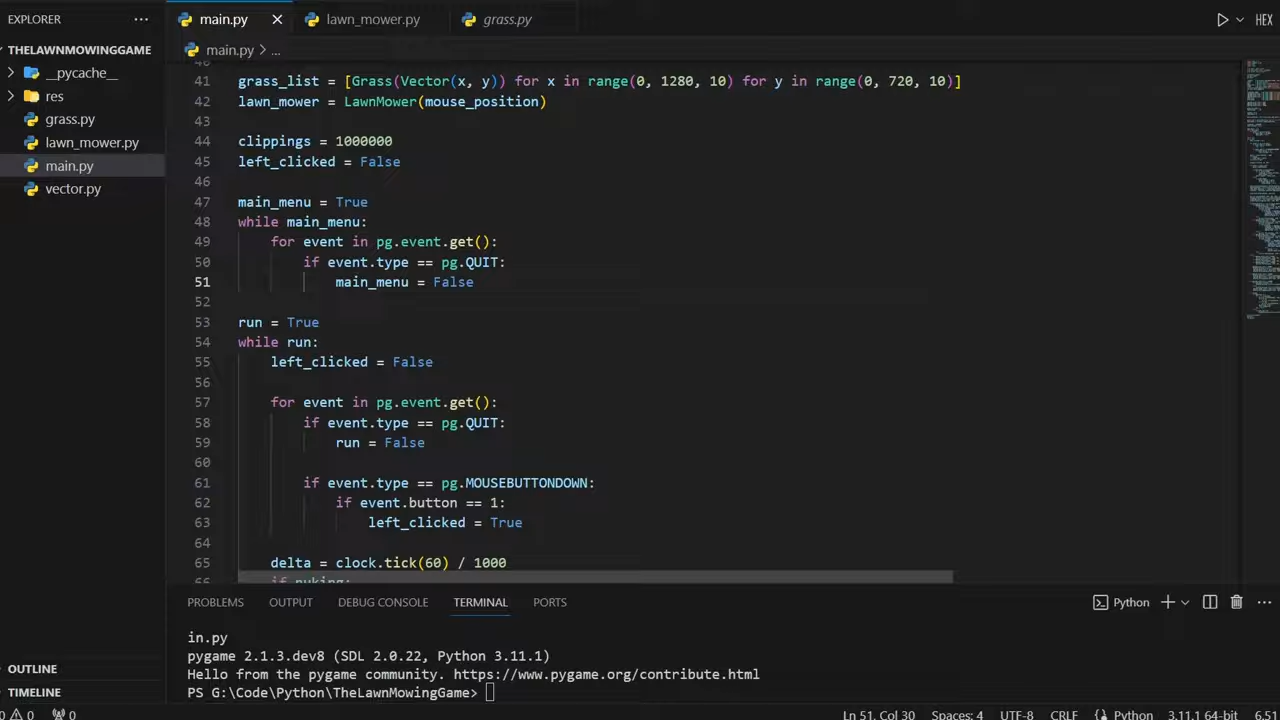 EXPLORER
main.py
lawn_mower.py
grass.py
HEX
THELAWNMOWINGGAME
main.py > ...
__pycache__
res
grass.py
lawn_mower.py
main.py
vector.py
41 grass_list = [Grass(Vector(x, y)) for x in range(0, 1280, 10) for y in range(0, 720, 10)]
42 lawn_mower = LawnMower(mouse_position)
43
44 clippings = 1000000
45 left_clicked = False
46
47 main_menu = True
48 while main_menu:
49 for event in pg.event.get():
50 if event.type == pg.QUIT:
51 main_menu = False
52
53 run = True
54 while run:
55 left_clicked = False
56
57 for event in pg.event.get():
58 if event.type == pg.QUIT:
59 run = False
60
61 if event.type == pg.MOUSEBUTTONDOWN:
62 if event.button == 1:
63 left_clicked = True
64
65 delta = clock.tick(60) / 1000
66 if nuking:
PROBLEMS OUTPUT DEBUG CONSOLE TERMINAL PORTS
Python
in.py
pygame 2.1.3.dev8 (SDL 2.0.22, Python 3.11.1)
Hello from the pygame community. https://www.pygame.org/contribute.html
PS G:\Code\Python\TheLawnMowingGame>
OUTLINE
TIMELINE
0 0 0
Ln 51, Col 30 Spaces: 4 UTF-8 CRLF {} Python 3.11.1 64-bit 6.51